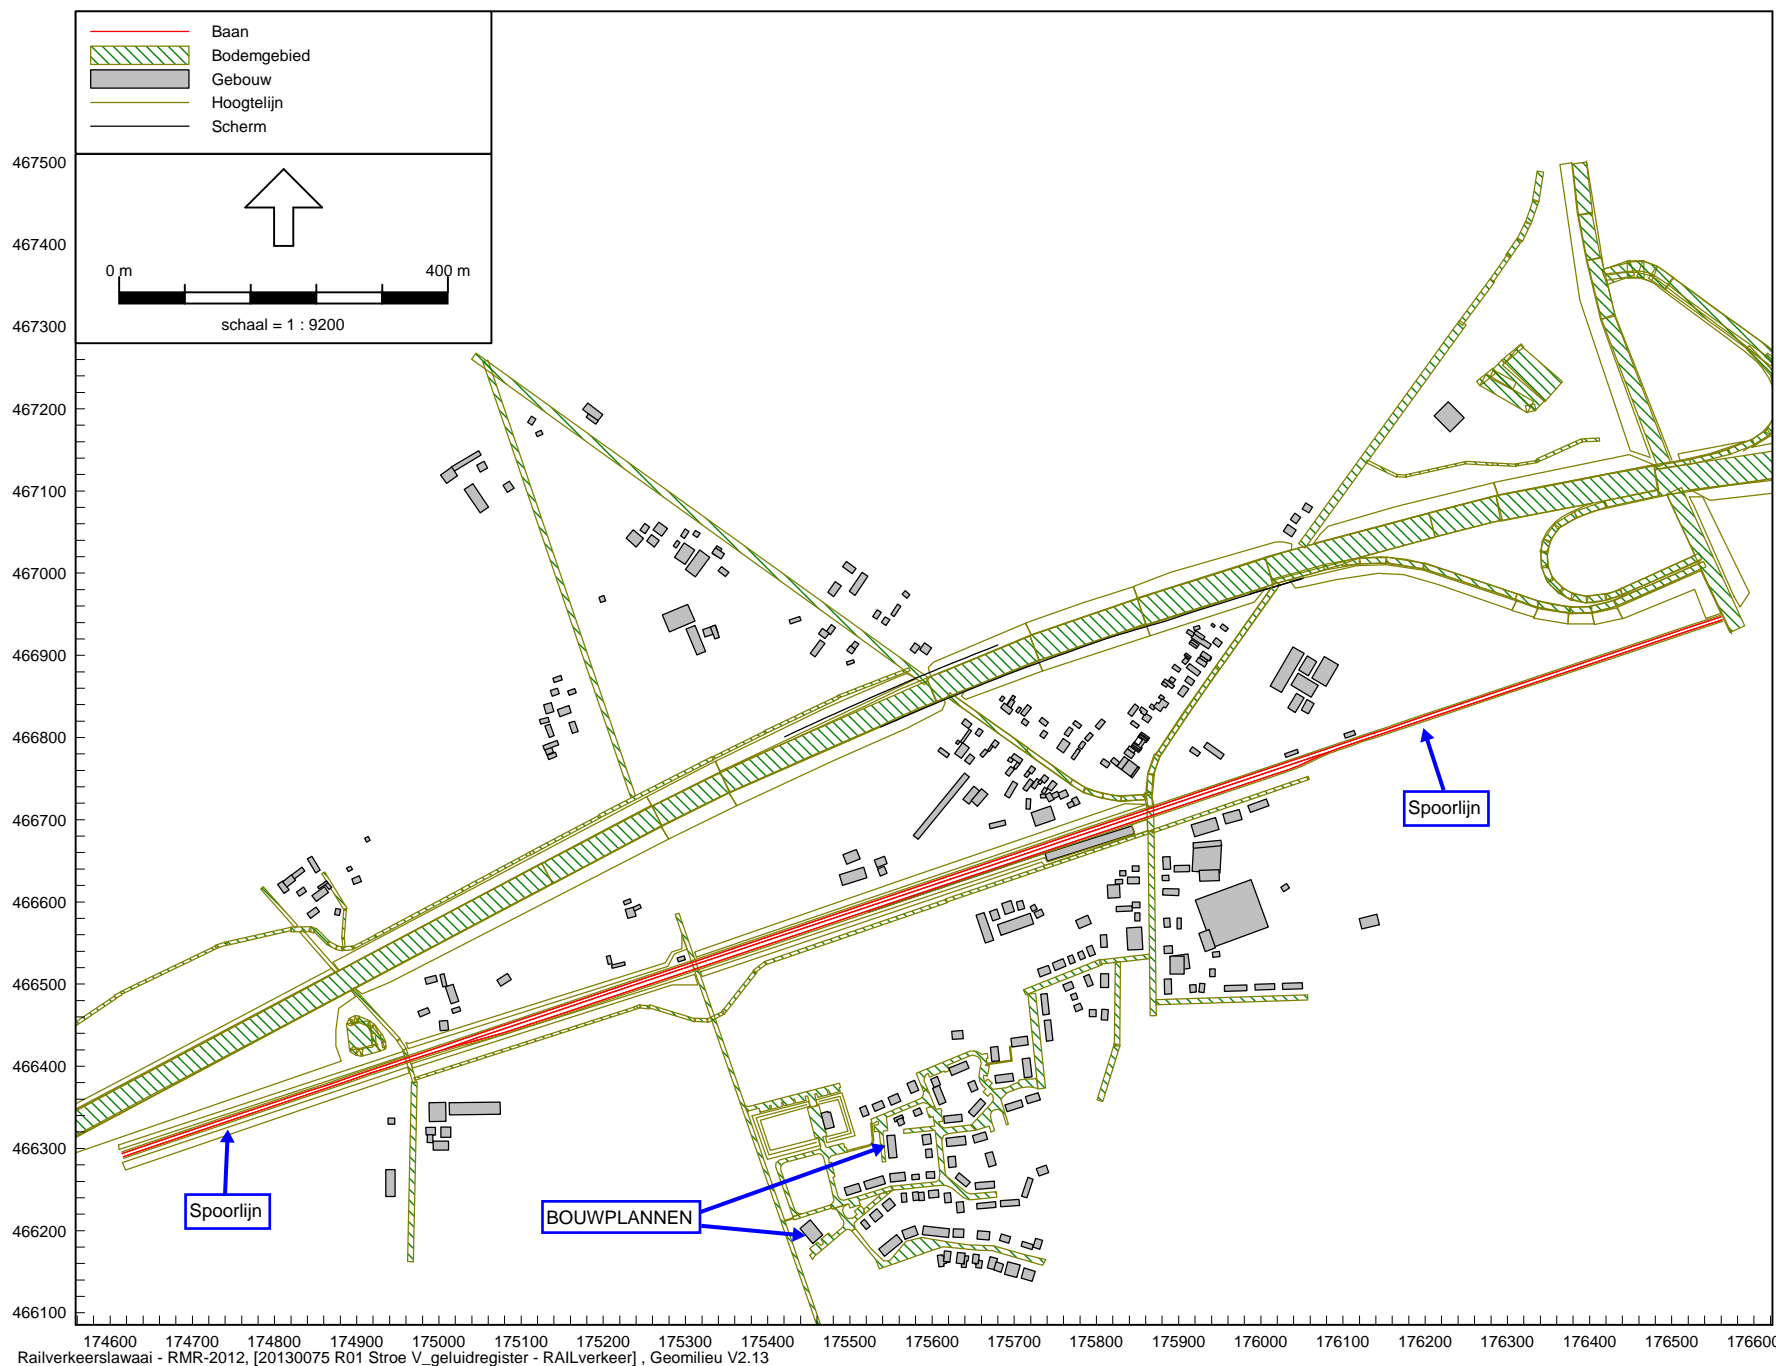 Baan
Bodemgebied
Gebouw
Hoogtelijn
Scherm
0 m 400 m
schaal = 1 : 9200
467500
467400
467300
467200
467100
467000
466900
466800
466700
466600
466500
466400
466300
466200
466100
Spoorlijn
Spoorlijn
BOUWPLANNEN
174600 174700 174800 174900 175000 175100 175200 175300 175400 175500 175600 175700 175800 175900 176000 176100 176200 176300 176400 176500 17660
Railverkeerslawaai - RMR-2012, [20130075 R01 Stroe V_geluidregister - RAILverkeer] , Geomilieu V2.13